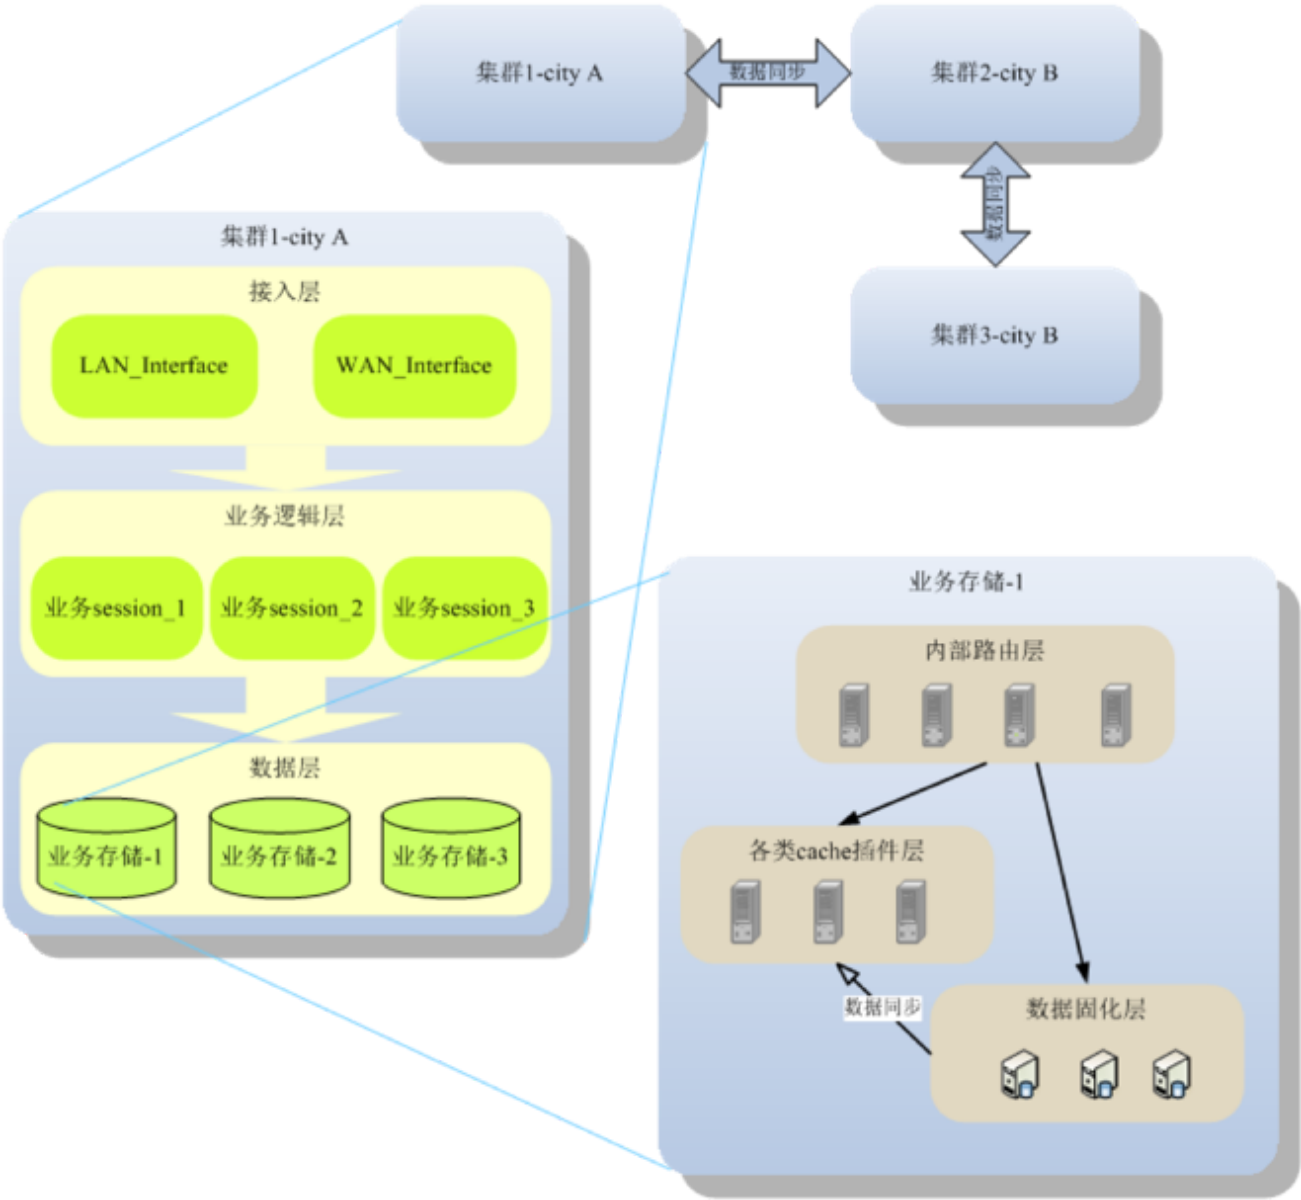 集群1-city A
数据同步
集群2-city B
数据同步
集群3-city B
集群1-city A
接入层
LAN_Interface
WAN_Interface
业务逻辑层
业务session_1
业务session_2
业务session_3
数据层
业务存储-1
业务存储-2
业务存储-3
业务存储-1
内部路由层
各类cache插件层
数据同步
数据固化层